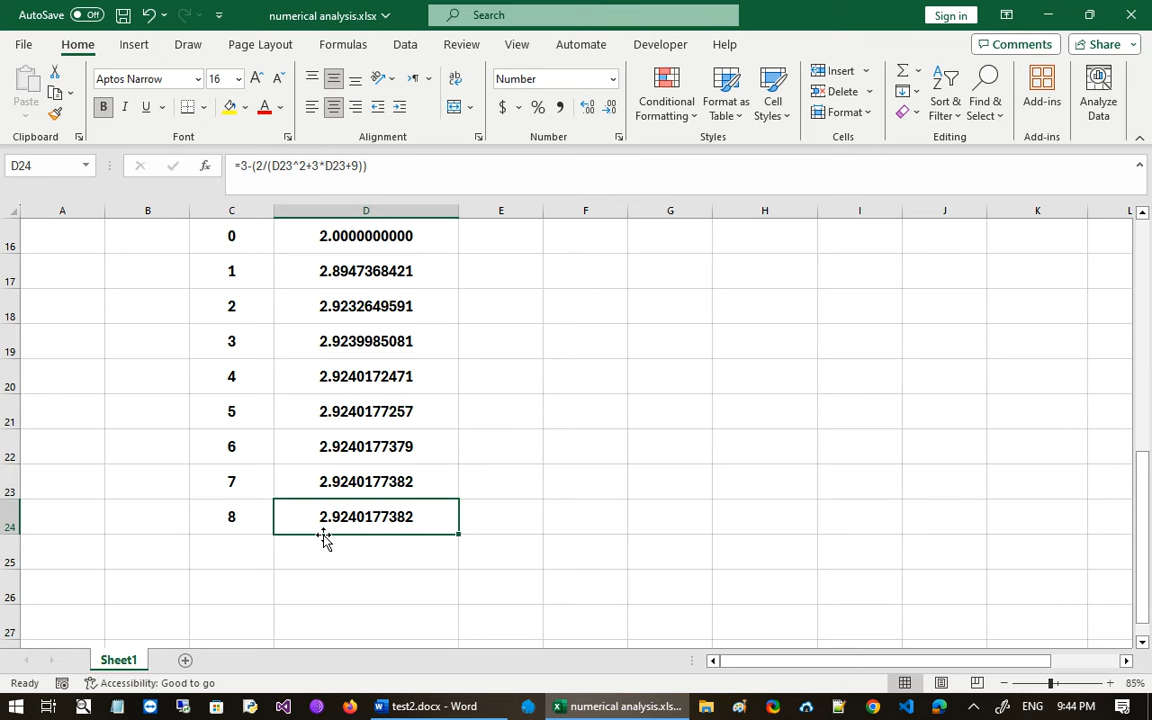 AutoSave Off numerical analysis.xlsx Search Sign in
File Home Insert Draw Page Layout Formulas Data Review View Automate Developer Help Comments Share
Paste Aptos Narrow 16 A A ab Number Conditional Formatting Format as Table Cell Styles Insert Delete Format Sort & Filter Find & Select Add-ins Analyze Data
B I U A $ %
Clipboard Font Alignment Number Styles Cells Editing Add-ins
D24 fx =3-(2/(D23^2+3*D23+9))
A B C D E F G H I J K L
16 0 2.0000000000
17 1 2.8947368421
18 2 2.9232649591
19 3 2.9239985081
20 4 2.9240172471
21 5 2.9240177257
22 6 2.9240177379
23 7 2.9240177382
24 8 2.9240177382
25
26
27
Sheet1
Ready Accessibility: Good to go 85%
test2.docx - Word numerical analysis.xls... ENG 9:44 PM